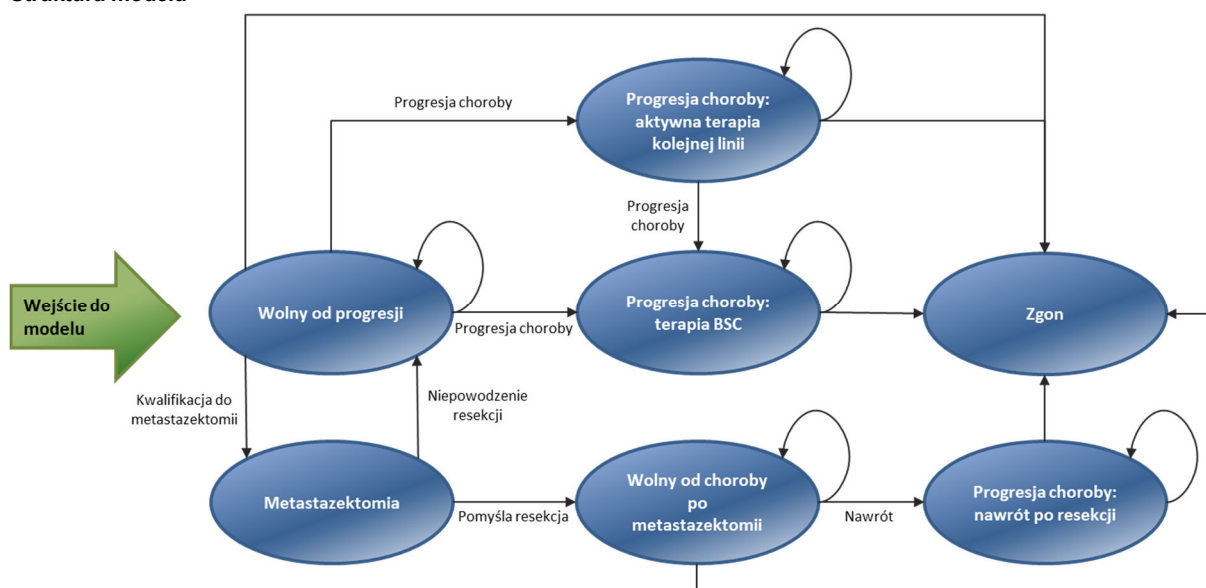 Struktura modelu
Progresja choroby
Progresja choroby:
aktywna terapia
kolejnej linii
Progresja
choroby
Wejście do
modelu
Wolny od progresji
Progresja choroby
Progresja choroby:
terapia BSC
Zgon
Kwalifikacja do
metastazektomii
Niepowodzenie
resekcji
Metastazektomia
Pomyśla resekcja
Wolny od choroby
po
metastazektomii
Nawrót
Progresja choroby:
nawrót po resekcji